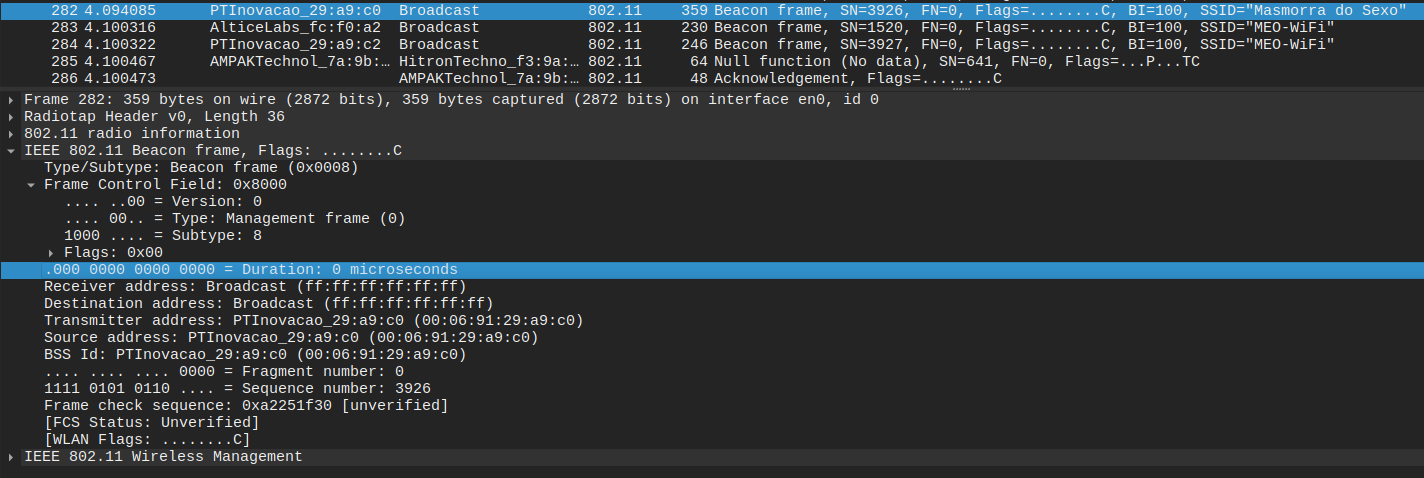 282 4.094085 PTInovacao_29:a9:c0 Broadcast 802.11 359 Beacon frame, SN=3926, FN=0, Flags=........C, BI=100, SSID="Masmorra do Sexo"
283 4.100316 AlticeLabs_fc:f0:a2 Broadcast 802.11 230 Beacon frame, SN=1520, FN=0, Flags=........C, BI=100, SSID="MEO-WiFi"
284 4.100322 PTInovacao_29:a9:c2 Broadcast 802.11 246 Beacon frame, SN=3927, FN=0, Flags=........C, BI=100, SSID="MEO-WiFi"
285 4.100467 AMPAKTechnol_7a:9b:… HitronTechno_f3:9a:… 802.11 64 Null function (No data), SN=641, FN=0, Flags=...P...TC
286 4.100473 AMPAKTechnol_7a:9b:… 802.11 48 Acknowledgement, Flags=........C
Frame 282: 359 bytes on wire (2872 bits), 359 bytes captured (2872 bits) on interface en0, id 0
Radiotap Header v0, Length 36
802.11 radio information
IEEE 802.11 Beacon frame, Flags: ........C
Type/Subtype: Beacon frame (0x0008)
Frame Control Field: 0x8000
.... ..00 = Version: 0
.... 00.. = Type: Management frame (0)
1000 .... = Subtype: 8
Flags: 0x00
.000 0000 0000 0000 = Duration: 0 microseconds
Receiver address: Broadcast (ff:ff:ff:ff:ff:ff)
Destination address: Broadcast (ff:ff:ff:ff:ff:ff)
Transmitter address: PTInovacao_29:a9:c0 (00:06:91:29:a9:c0)
Source address: PTInovacao_29:a9:c0 (00:06:91:29:a9:c0)
BSS Id: PTInovacao_29:a9:c0 (00:06:91:29:a9:c0)
.... .... .... 0000 = Fragment number: 0
1111 0101 0110 .... = Sequence number: 3926
Frame check sequence: 0xa2251f30 [unverified]
[FCS Status: Unverified]
[WLAN Flags: ........C]
IEEE 802.11 Wireless Management